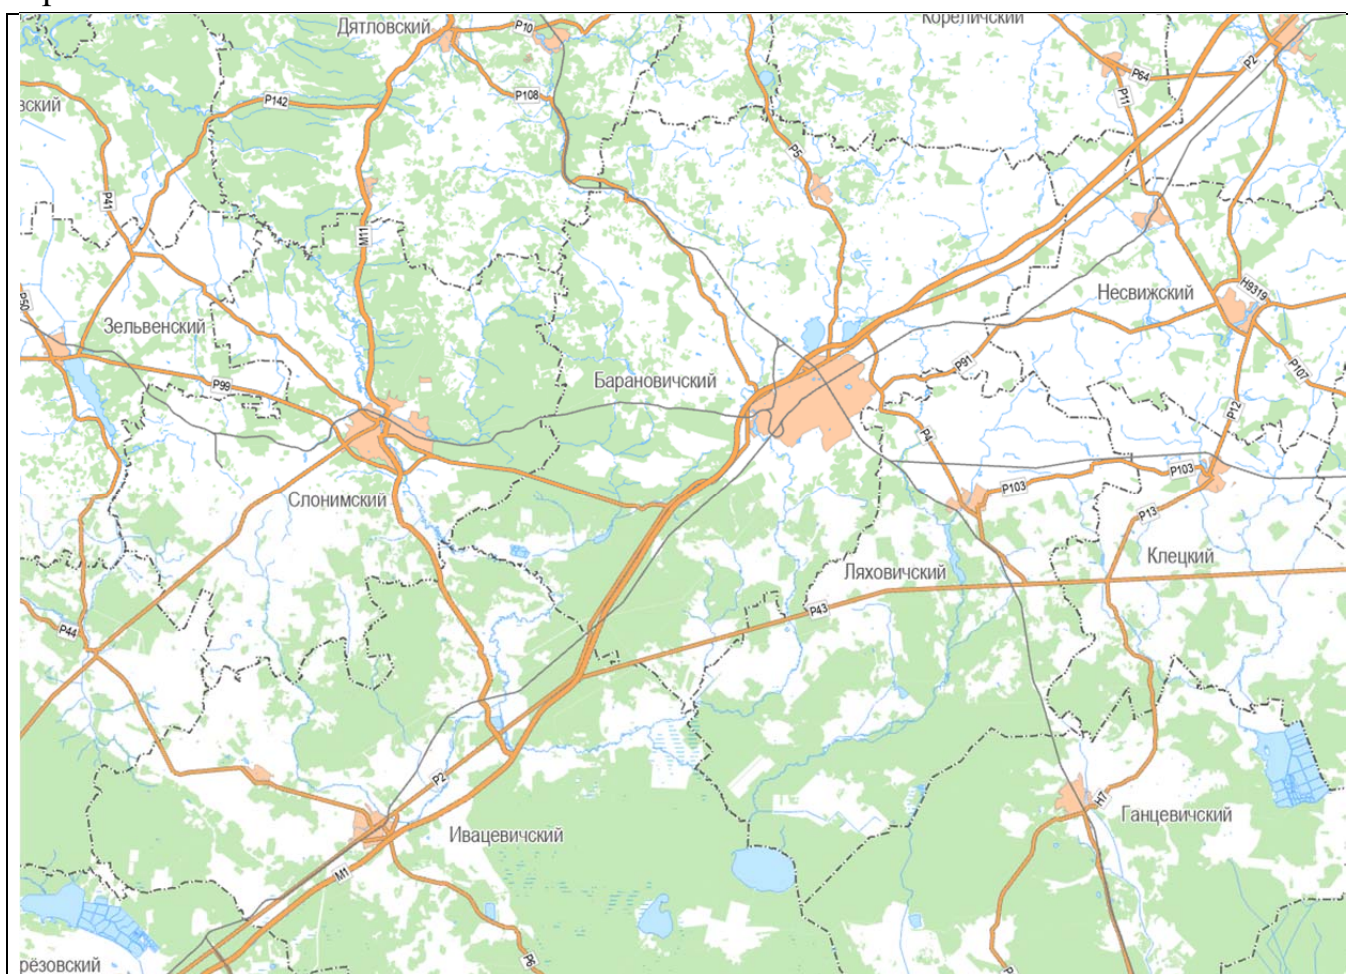 Дятловский
Р10
Кореличский
Р2
Р64
Р108
Р11
Р142
вский
Р5
Р41
М11
Несвижский
Н9319
Р50
Зельвенский
Р91
Р107
Барановичский
Р99
Р12
Р4
Р103
Р103
Слонимский
Р13
Клецкий
Ляховичский
Р43
Р44
Р2
Н7
Ганцевичский
Ивацевичский
М1
Р6
рёзовский